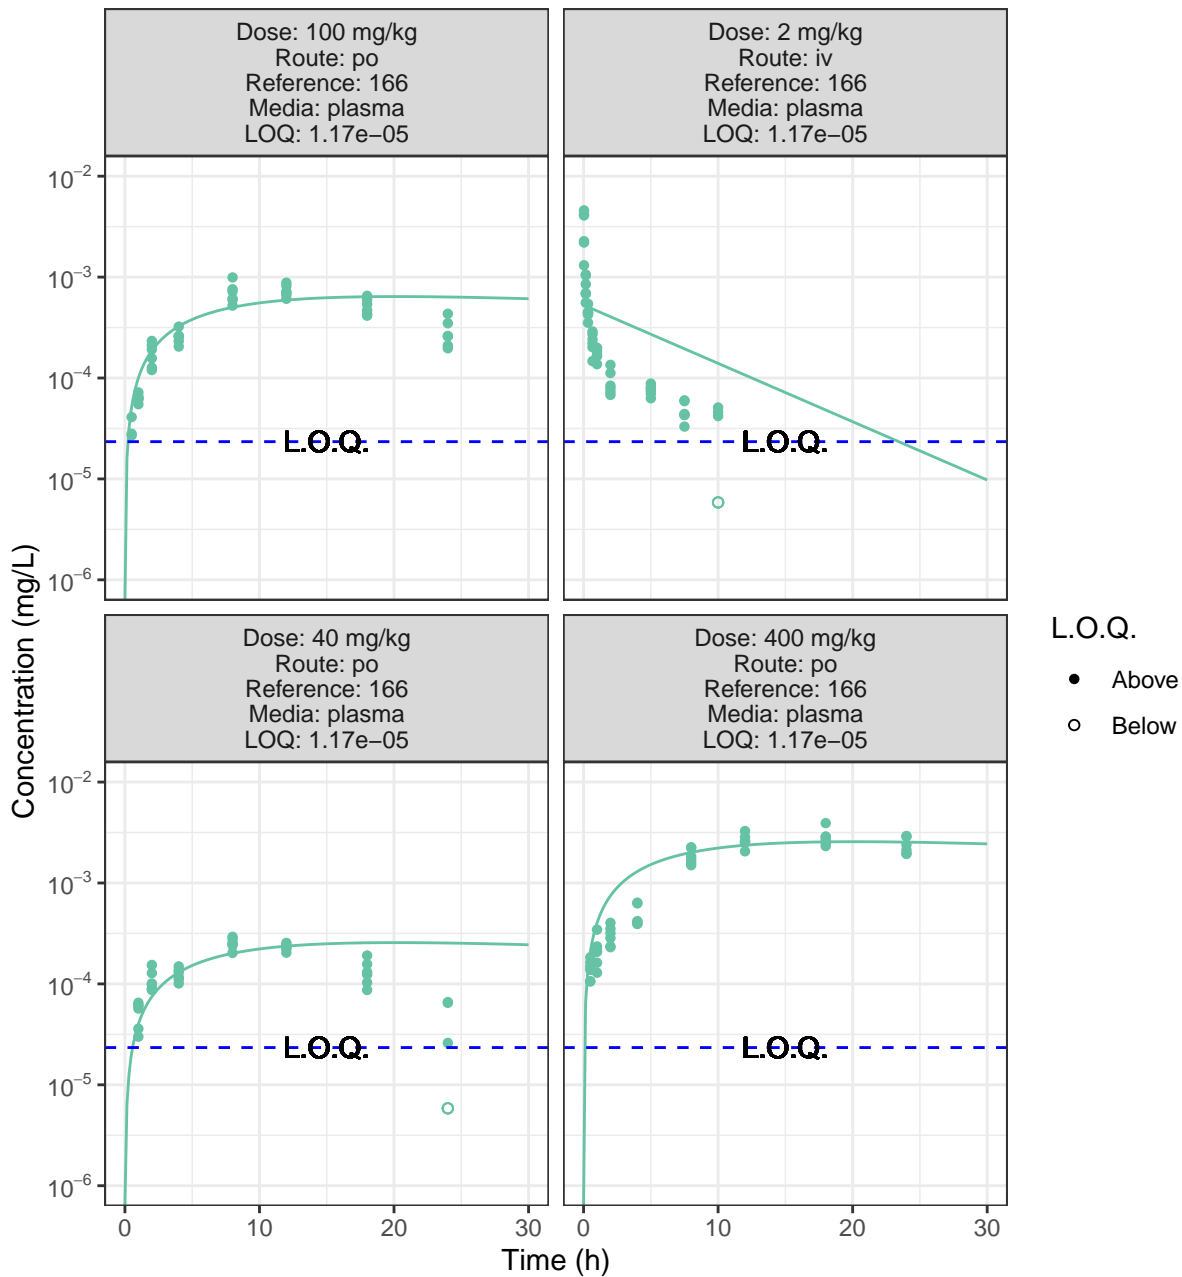 Dose: 100 mg/kg
Route: po
Reference: 166
Media: plasma
LOQ: 1.17e−05
Dose: 2 mg/kg
Route: iv
Reference: 166
Media: plasma
LOQ: 1.17e−05
10⁻²
10⁻³
10⁻⁴
10⁻⁵
10⁻⁶
L.O.Q.
L.O.Q.
Dose: 40 mg/kg
Route: po
Reference: 166
Media: plasma
LOQ: 1.17e−05
Dose: 400 mg/kg
Route: po
Reference: 166
Media: plasma
LOQ: 1.17e−05
10⁻²
10⁻³
10⁻⁴
10⁻⁵
10⁻⁶
L.O.Q.
L.O.Q.
0 10 20 30
0 10 20 30
Time (h)
Concentration (mg/L)
L.O.Q.
Above
Below